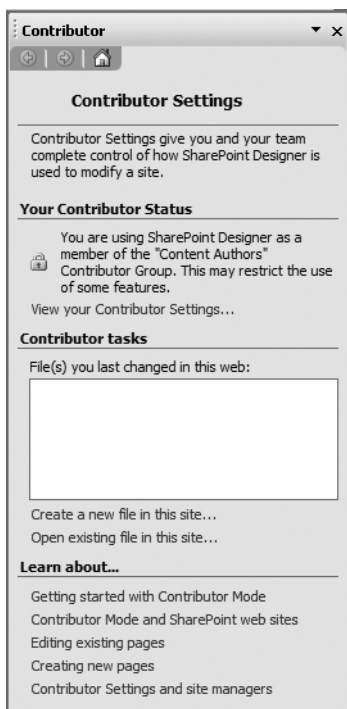 Contributor
Contributor Settings
Contributor Settings give you and your team
complete control of how SharePoint Designer is
used to modify a site.
Your Contributor Status
You are using SharePoint Designer as a
member of the "Content Authors"
Contributor Group. This may restrict the use
of some features.
View your Contributor Settings...
Contributor tasks
File(s) you last changed in this web:
Create a new file in this site...
Open existing file in this site...
Learn about...
Getting started with Contributor Mode
Contributor Mode and SharePoint web sites
Editing existing pages
Creating new pages
Contributor Settings and site managers